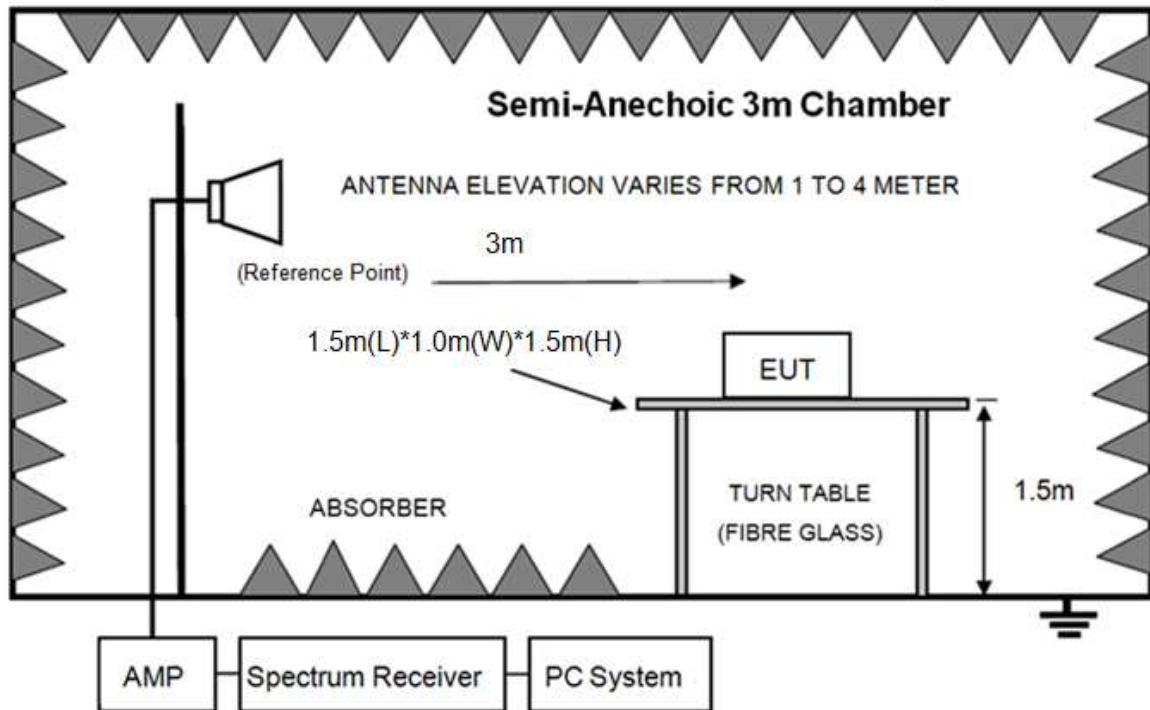 Semi-Anechoic 3m Chamber
ANTENNA ELEVATION VARIES FROM 1 TO 4 METER
3m
(Reference Point)
1.5m(L)*1.0m(W)*1.5m(H)
EUT
ABSORBER
TURN TABLE
(FIBRE GLASS)
1.5m
AMP
Spectrum Receiver
PC System